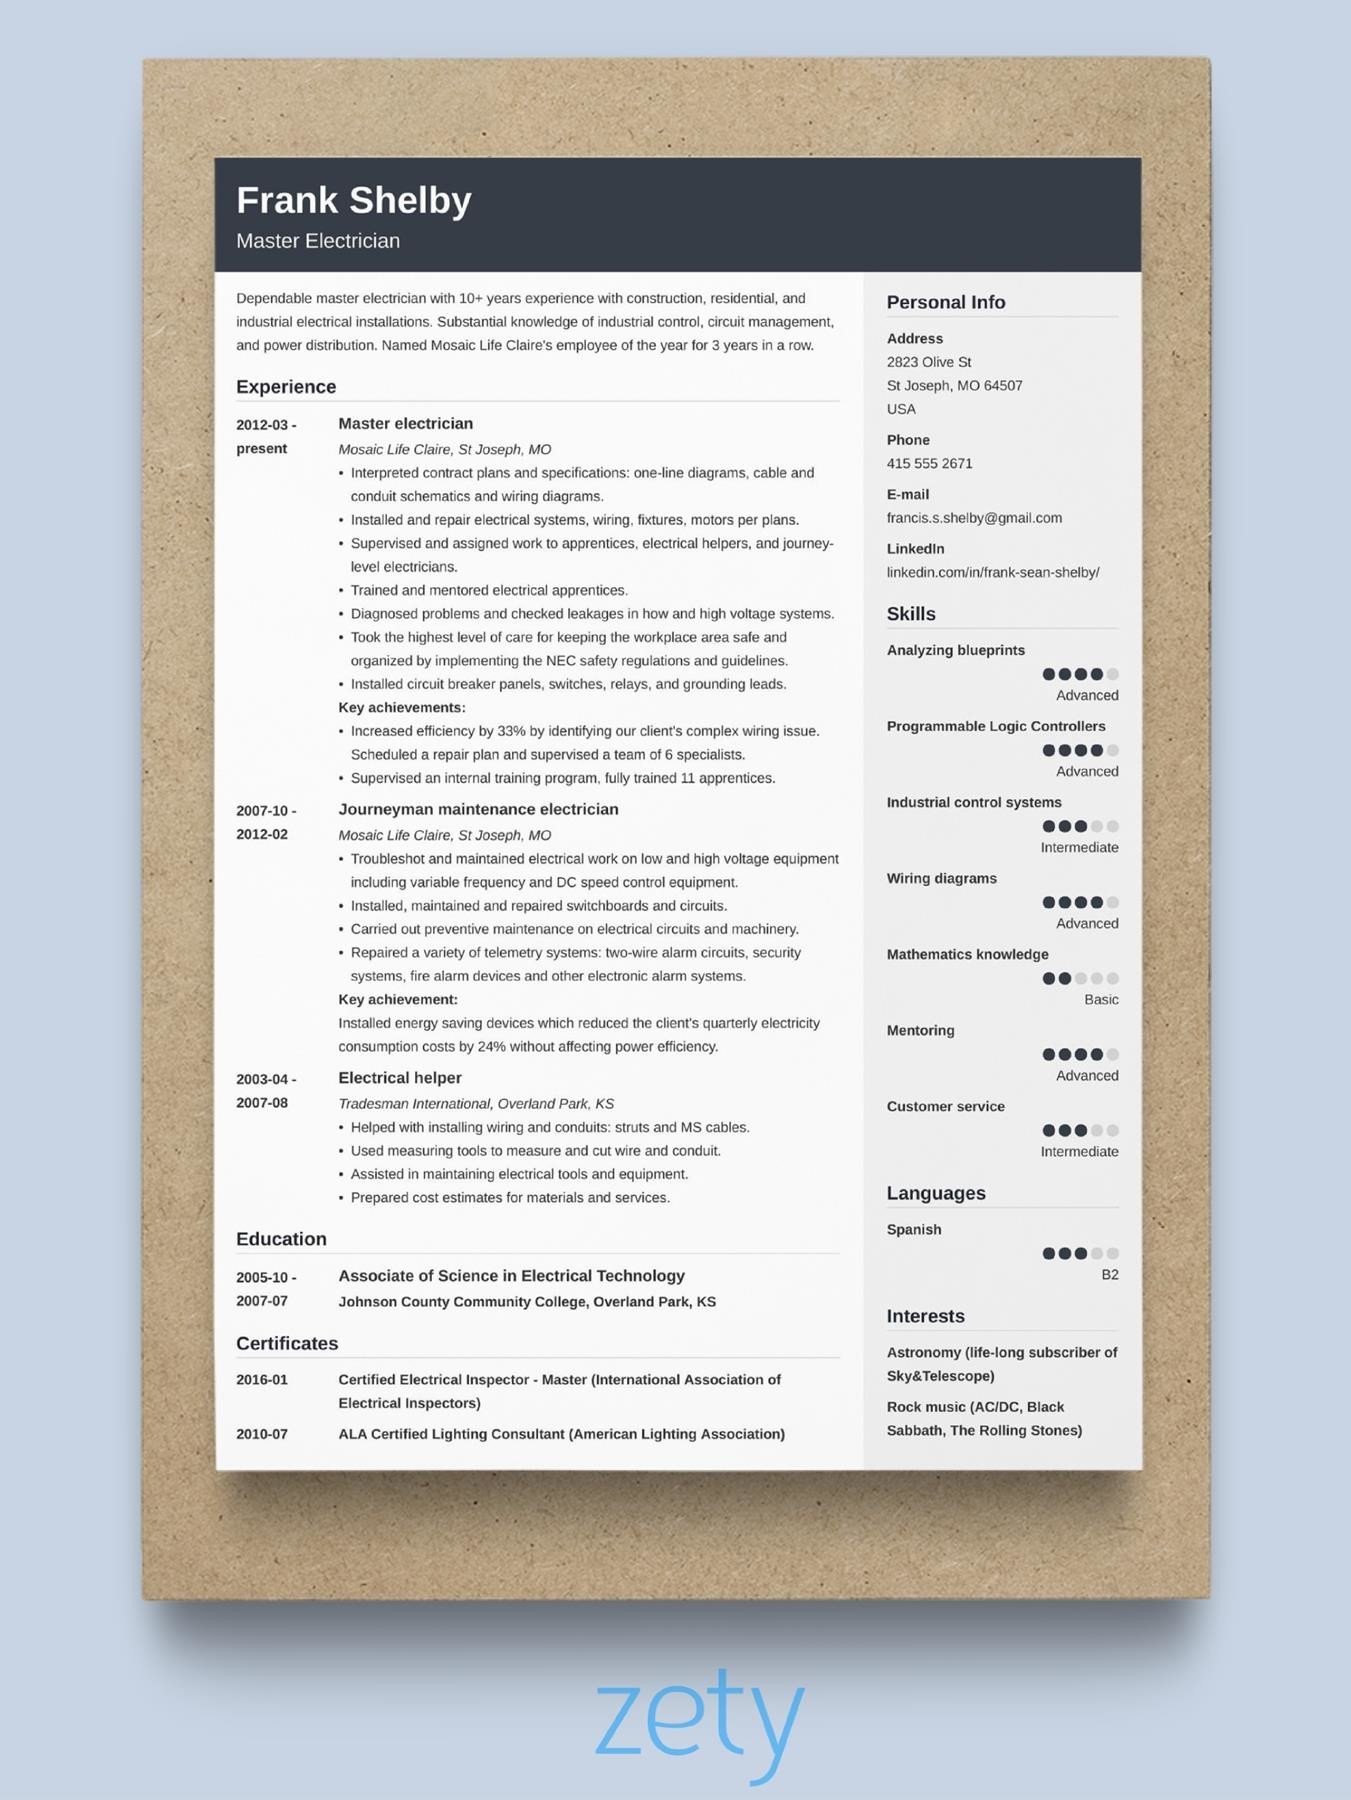 Frank Shelby
Master Electrician
Dependable master electrician with 10+ years experience with construction, residential, and
industrial electrical installations. Substantial knowledge of industrial control, circuit management,
and power distribution. Named Mosaic Life Claire's employee of the year for 3 years in a row.
Experience
2012-03 -
present
Master electrician
Mosaic Life Claire, St Joseph, MO
• Interpreted contract plans and specifications: one-line diagrams, cable and
conduit schematics and wiring diagrams.
• Installed and repair electrical systems, wiring, fixtures, motors per plans.
• Supervised and assigned work to apprentices, electrical helpers, and journey-
level electricians.
• Trained and mentored electrical apprentices.
• Diagnosed problems and checked leakages in how and high voltage systems.
• Took the highest level of care for keeping the workplace area safe and
organized by implementing the NEC safety regulations and guidelines.
• Installed circuit breaker panels, switches, relays, and grounding leads.
Key achievements:
• Increased efficiency by 33% by identifying our client's complex wiring issue.
Scheduled a repair plan and supervised a team of 6 specialists.
• Supervised an internal training program, fully trained 11 apprentices.
2007-10 -
2012-02
Journeyman maintenance electrician
Mosaic Life Claire, St Joseph, MO
• Troubleshot and maintained electrical work on low and high voltage equipment
including variable frequency and DC speed control equipment.
• Installed, maintained and repaired switchboards and circuits.
• Carried out preventive maintenance on electrical circuits and machinery.
• Repaired a variety of telemetry systems: two-wire alarm circuits, security
systems, fire alarm devices and other electronic alarm systems.
Key achievement:
Installed energy saving devices which reduced the client's quarterly electricity
consumption costs by 24% without affecting power efficiency.
2003-04 -
2007-08
Electrical helper
Tradesman International, Overland Park, KS
• Helped with installing wiring and conduits: struts and MS cables.
• Used measuring tools to measure and cut wire and conduit.
• Assisted in maintaining electrical tools and equipment.
• Prepared cost estimates for materials and services.
Education
2005-10 -
2007-07
Associate of Science in Electrical Technology
Johnson County Community College, Overland Park, KS
Certificates
2016-01
Certified Electrical Inspector - Master (International Association of
Electrical Inspectors)
2010-07
ALA Certified Lighting Consultant (American Lighting Association)
Personal Info
Address
2823 Olive St
St Joseph, MO 64507
USA
Phone
415 555 2671
E-mail
francis.s.shelby@gmail.com
LinkedIn
linkedin.com/in/frank-sean-shelby/
Skills
Analyzing blueprints
Advanced
Programmable Logic Controllers
Advanced
Industrial control systems
Intermediate
Wiring diagrams
Advanced
Mathematics knowledge
Basic
Mentoring
Advanced
Customer service
Intermediate
Languages
Spanish
B2
Interests
Astronomy (life-long subscriber of
Sky&Telescope)
Rock music (AC/DC, Black
Sabbath, The Rolling Stones)
zety